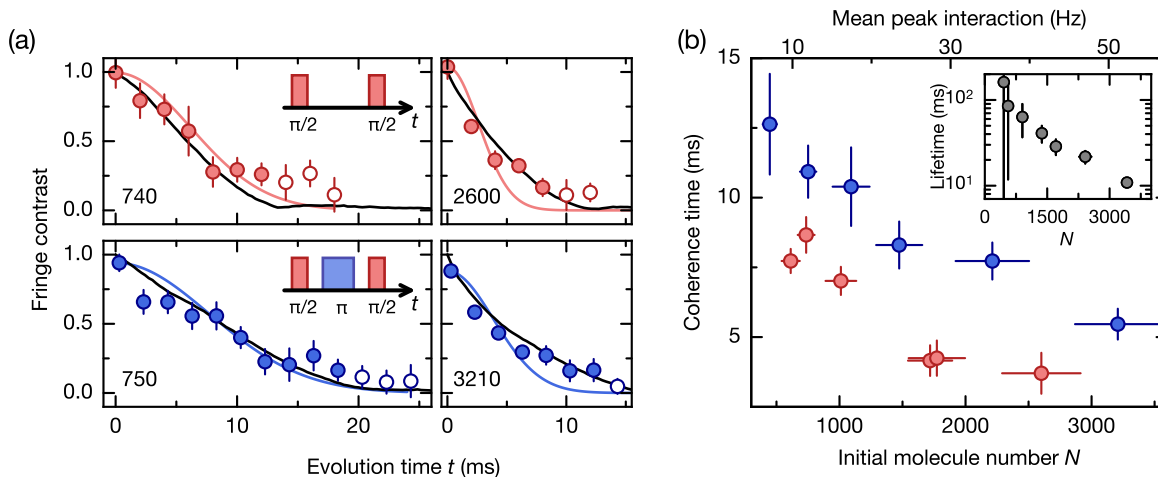 (a)
Fringe contrast
1.0
0.5
0.0
π/2
π/2
t
740
2600
1.0
0.5
0.0
π/2
π
π/2
t
750
3210
0
10
20
0
10
Evolution time t (ms)
(b)
Mean peak interaction (Hz)
10
30
50
Coherence time (ms)
15
10
5
Lifetime (ms)
10²
10¹
0
1500
3000
N
1000
2000
3000
Initial molecule number N